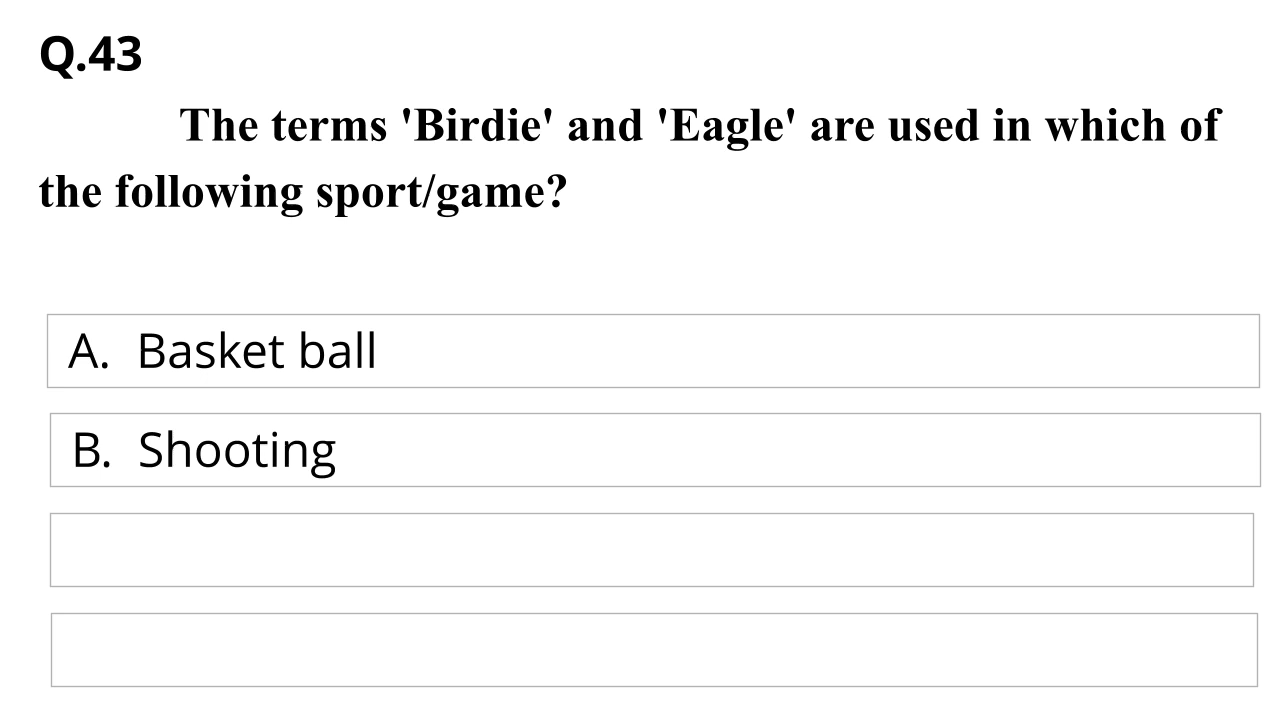 Q.43
The terms 'Birdie' and 'Eagle' are used in which of
the following sport/game?
A. Basket ball
B. Shooting